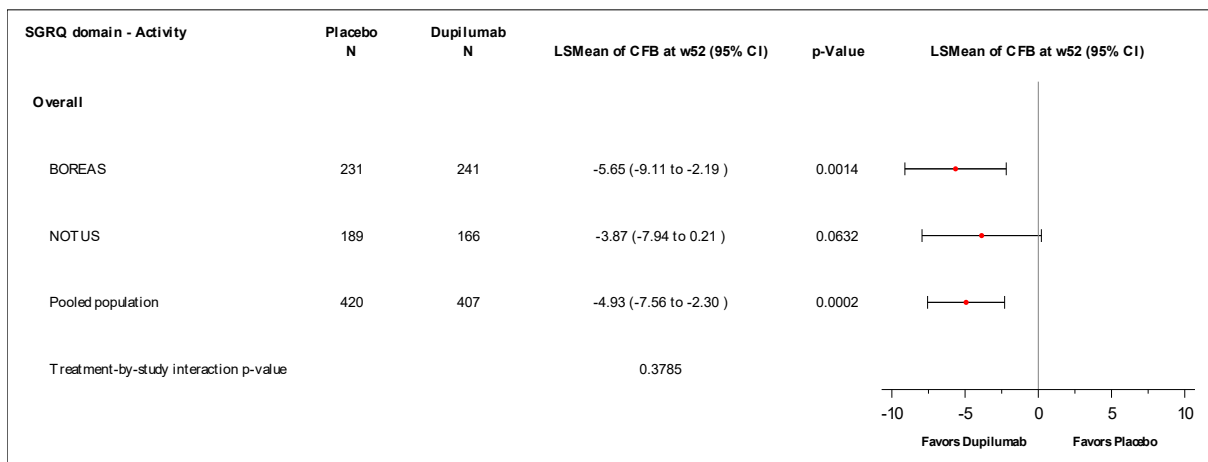 SGRQ domain - Activity Placebo Dupilumab LSMean of CFB at w52 (95% CI) p-Value LSMean of CFB at w52 (95% CI)
N N
Overall
BOREAS 231 241 -5.65 (-9.11 to -2.19 ) 0.0014
NOTUS 189 166 -3.87 (-7.94 to 0.21 ) 0.0632
Pooled population 420 407 -4.93 (-7.56 to -2.30 ) 0.0002
Treatment-by-study interaction p-value 0.3785
-10 -5 0 5 10
Favors Dupilumab Favors Placebo